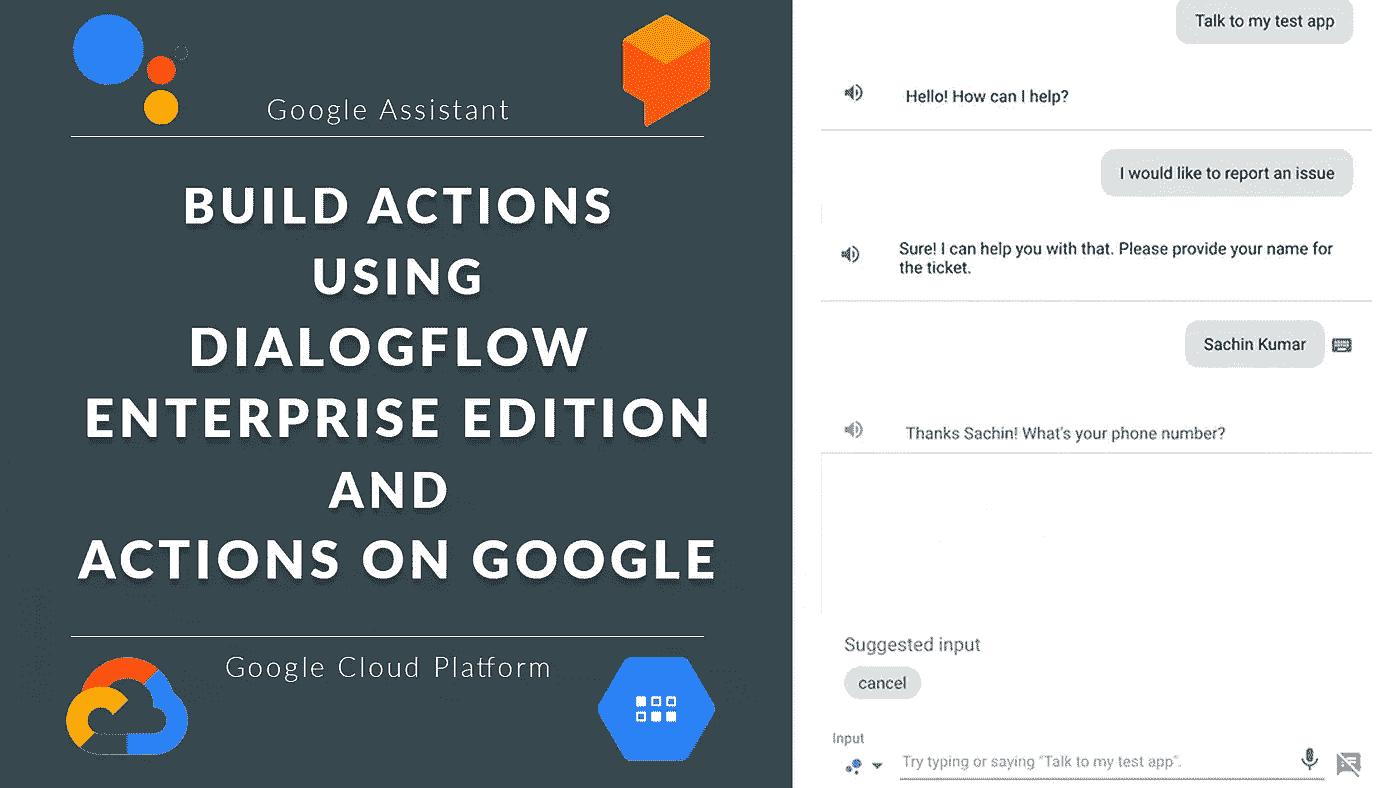 Google Assistant
BUILD ACTIONS
USING
DIALOGFLOW
ENTERPRISE EDITION
AND
ACTIONS ON GOOGLE
Google Cloud Platform
Talk to my test app
Hello! How can I help?
I would like to report an issue
Sure! I can help you with that. Please provide your name for
the ticket.
Sachin Kumar
Thanks Sachin! What's your phone number?
Suggested input
cancel
Input
Try typing or saying "Talk to my test app".